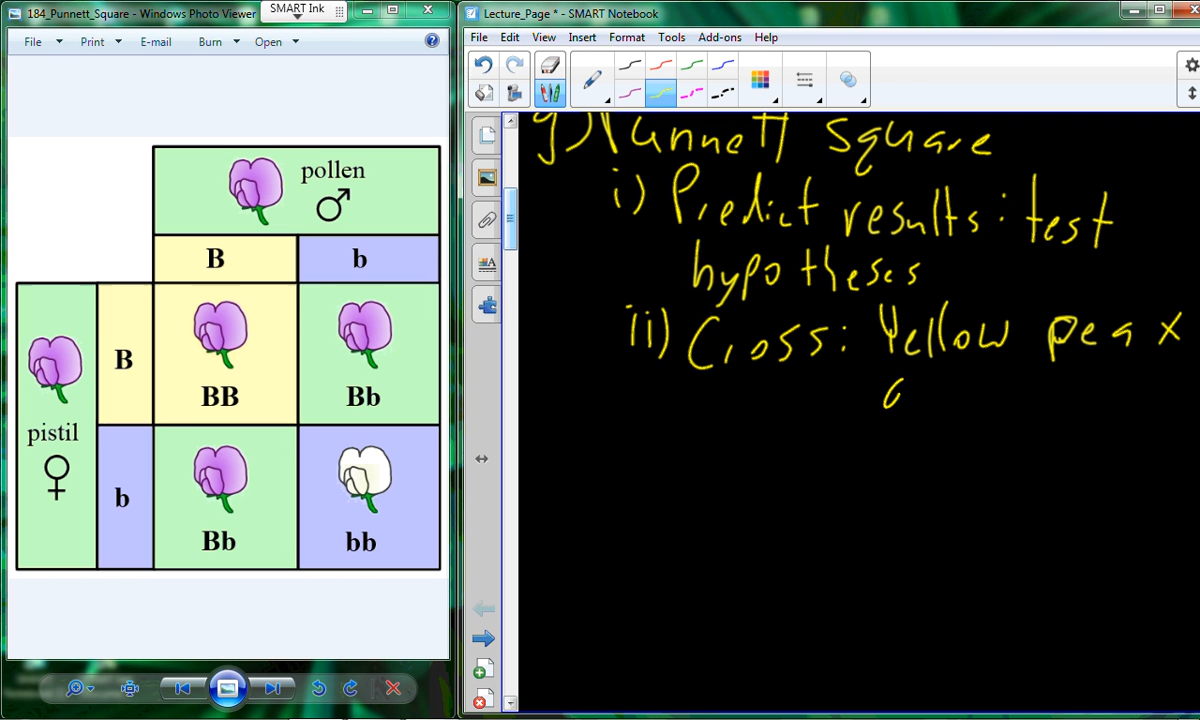 184_Punnett_Square - Windows Photo Viewer
SMART Ink
File Print E-mail Burn Open
pollen
♂
B b
pistil
♀
B
BB Bb
b
Bb bb
Lecture_Page * - SMART Notebook
File Edit View Insert Format Tools Add-ons Help
g) Punnett Square
i) Predict results: test
hypotheses
ii) Cross: Yellow pea x